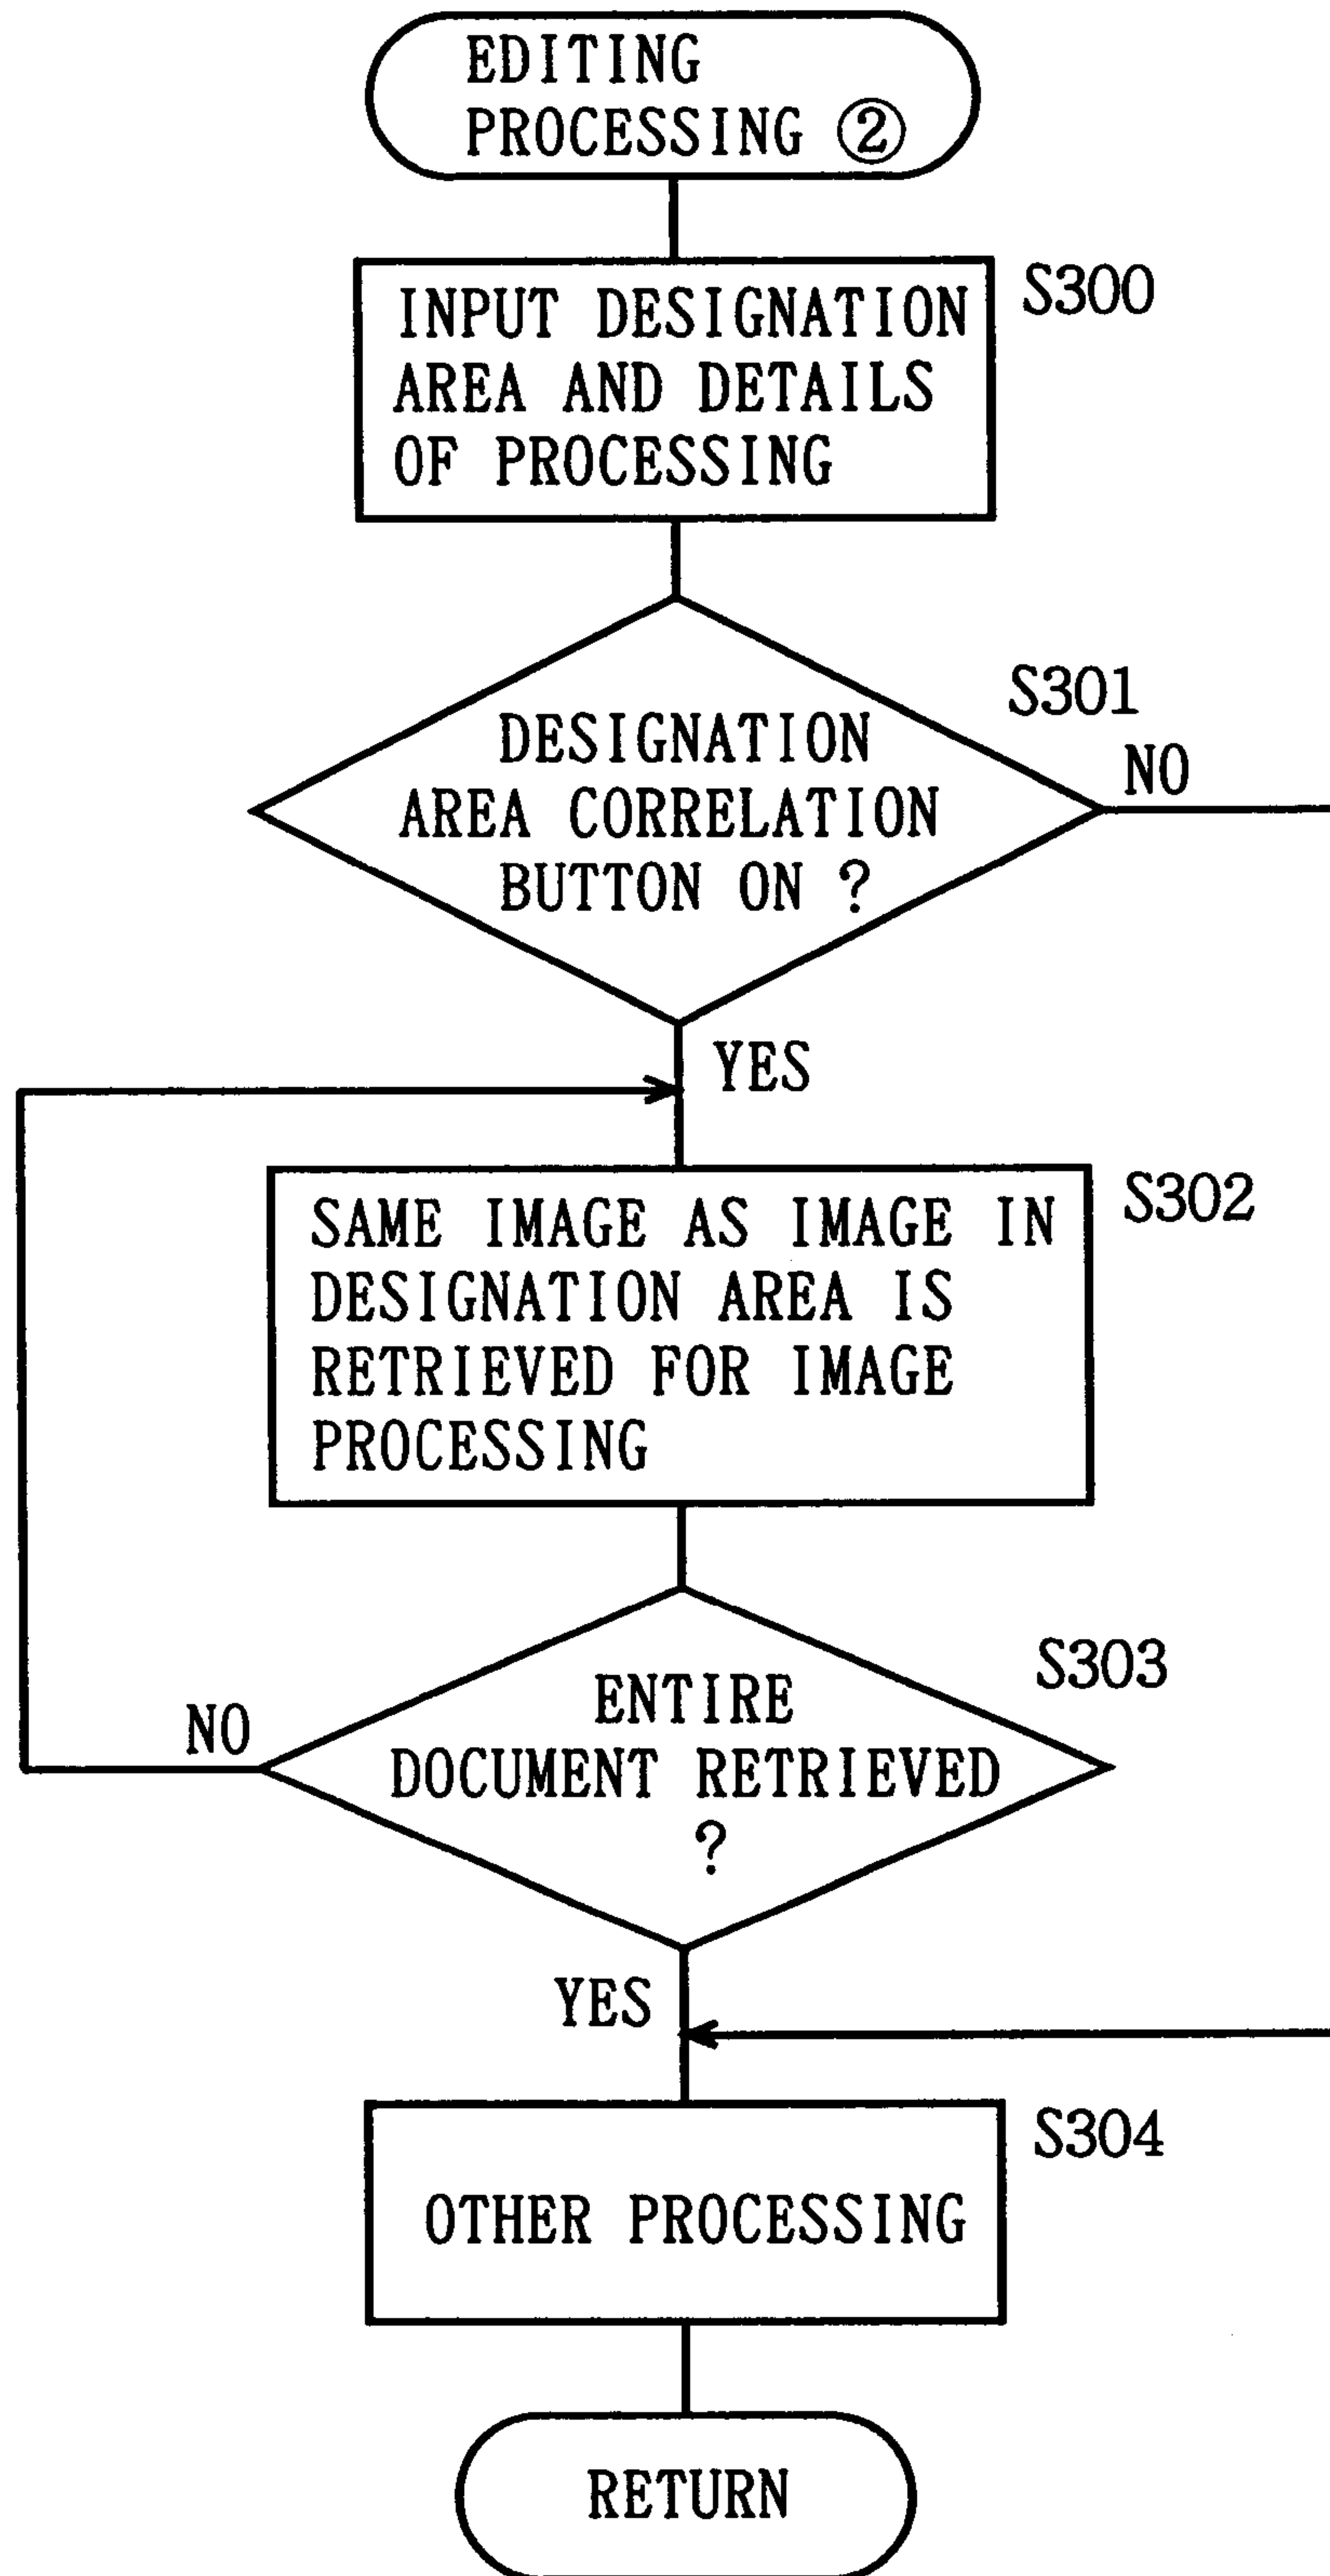 EDITING
PROCESSING ②
INPUT DESIGNATION
AREA AND DETAILS
OF PROCESSING
S300
DESIGNATION
AREA CORRELATION
BUTTON ON ?
S301
NO
YES
SAME IMAGE AS IMAGE IN
DESIGNATION AREA IS
RETRIEVED FOR IMAGE
PROCESSING
S302
ENTIRE
DOCUMENT RETRIEVED
?
S303
NO
YES
OTHER PROCESSING
S304
RETURN